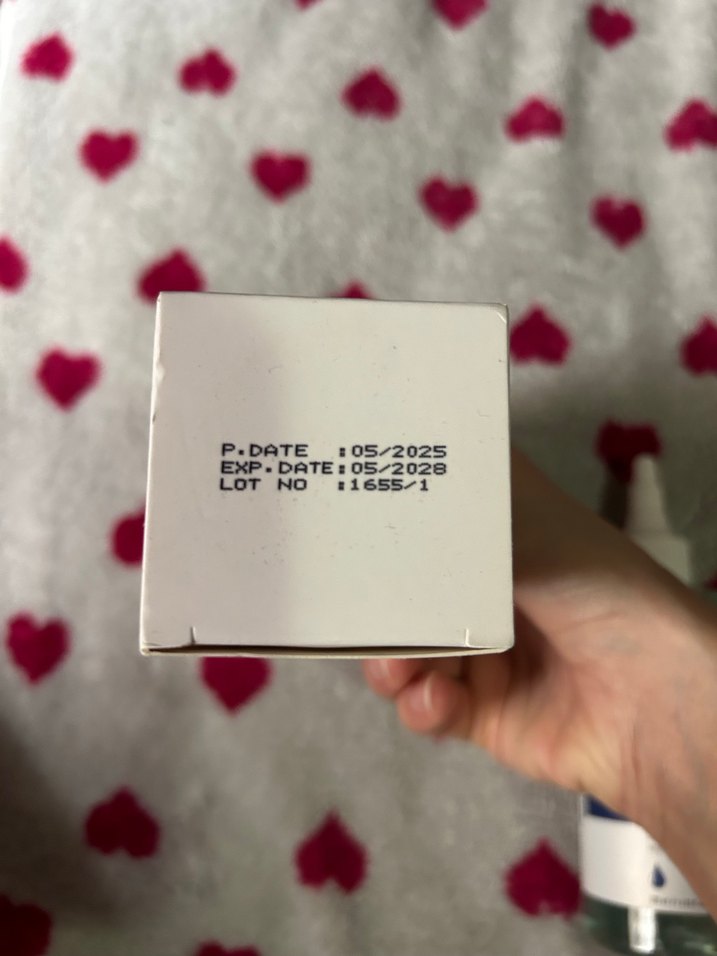 P.DATE :05/2025
EXP.DATE:05/2028
LOT NO :1655/1